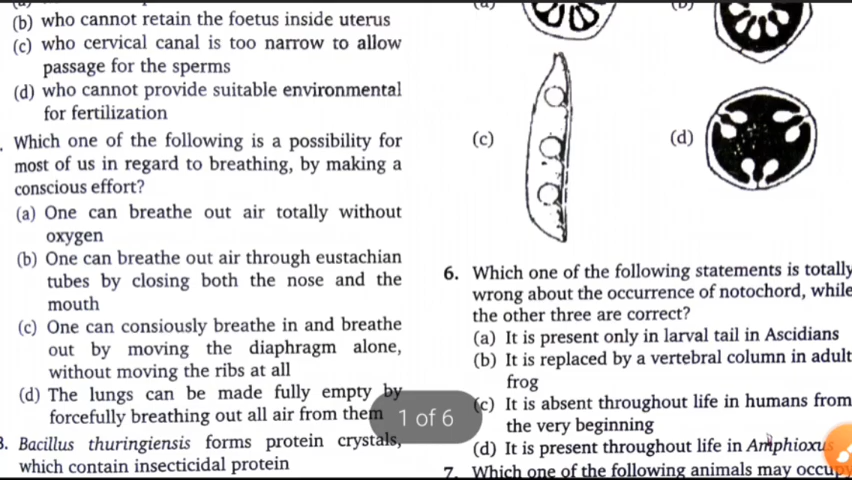 (b) who cannot retain the foetus inside uterus
(c) who cervical canal is too narrow to allow
passage for the sperms
(d) who cannot provide suitable environmental
for fertilization
. Which one of the following is a possibility for
most of us in regard to breathing, by making a
conscious effort?
(a) One can breathe out air totally without
oxygen
(b) One can breathe out air through eustachian
tubes by closing both the nose and the
mouth
(c) One can consiously breathe in and breathe
out by moving the diaphragm alone,
without moving the ribs at all
(d) The lungs can be made fully empty by
forcefully breathing out all air from them
3. Bacillus thuringiensis forms protein crystals,
which contain insecticidal protein
(a)
(b)
(c)
(d)
6. Which one of the following statements is totally
wrong about the occurrence of notochord, while
the other three are correct?
(a) It is present only in larval tail in Ascidians
(b) It is replaced by a vertebral column in adult
frog
(c) It is absent throughout life in humans from
the very beginning
(d) It is present throughout life in Amphioxus
7. Which one of the following animals may occupy
1 of 6